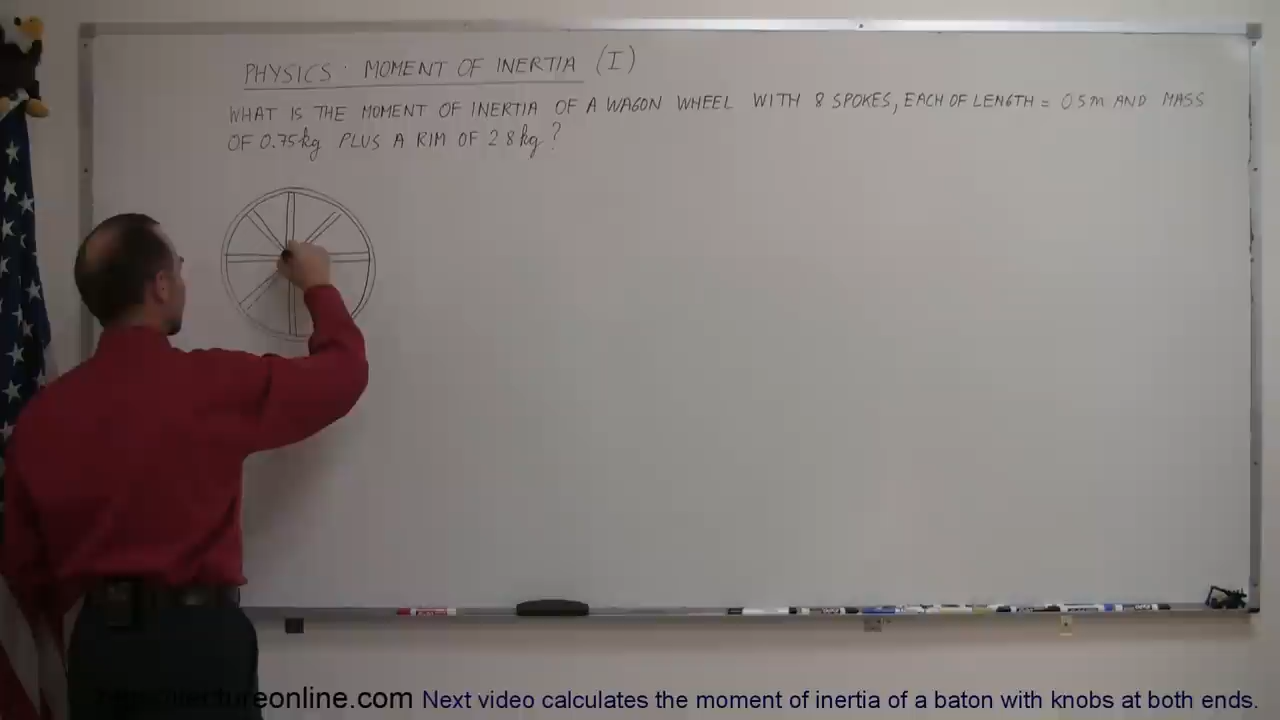 PHYSICS · MOMENT OF INERTIA (I)
WHAT IS THE MOMENT OF INERTIA OF A WAGON WHEEL WITH 8 SPOKES, EACH OF LENGTH = 0.5m AND MASS
OF 0.75kg PLUS A RIM OF 2.8kg ?
lectureonline.com Next video calculates the moment of inertia of a baton with knobs at both ends.